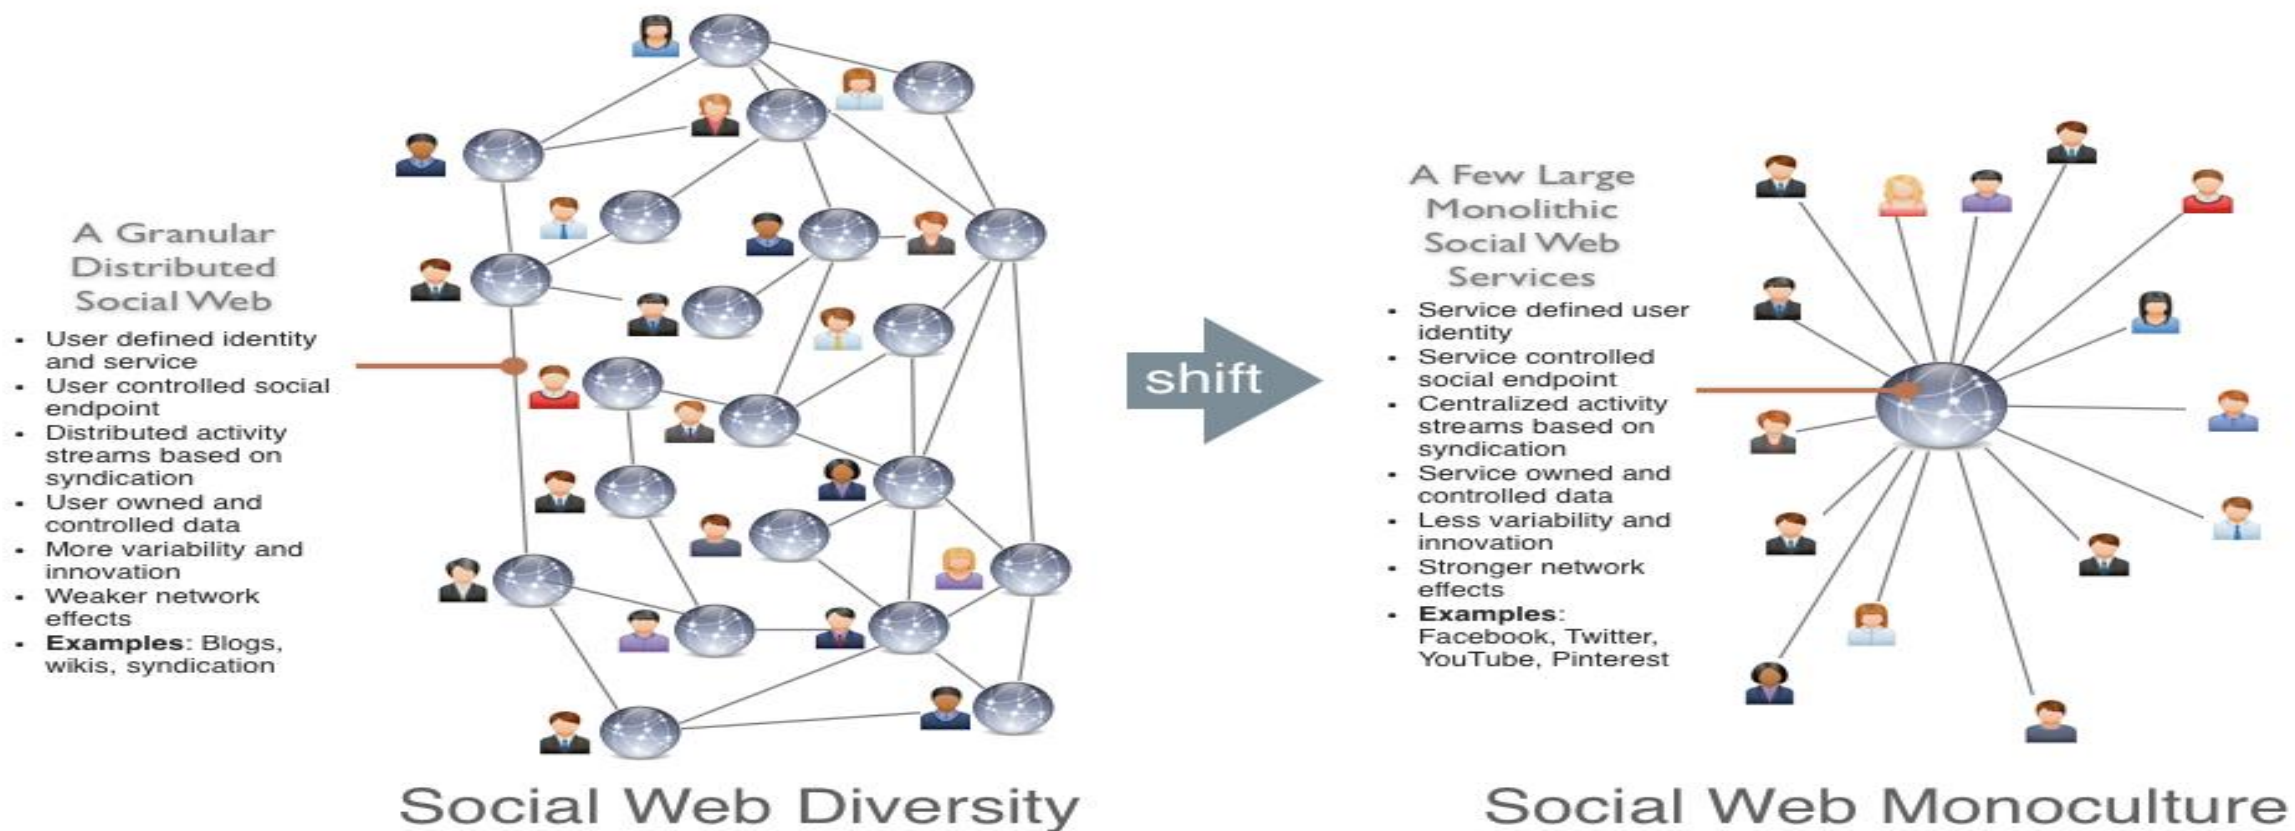 A Granular
Distributed
Social Web
• User defined identity
and service
• User controlled social
endpoint
• Distributed activity
streams based on
syndication
• User owned and
controlled data
• More variability and
innovation
• Weaker network
effects
• Examples: Blogs,
wikis, syndication
Social Web Diversity
shift
A Few Large
Monolithic
Social Web
Services
• Service defined user
identity
• Service controlled
social endpoint
• Centralized activity
streams based on
syndication
• Service owned and
controlled data
• Less variability and
innovation
• Stronger network
effects
• Examples:
Facebook, Twitter,
YouTube, Pinterest
Social Web Monoculture